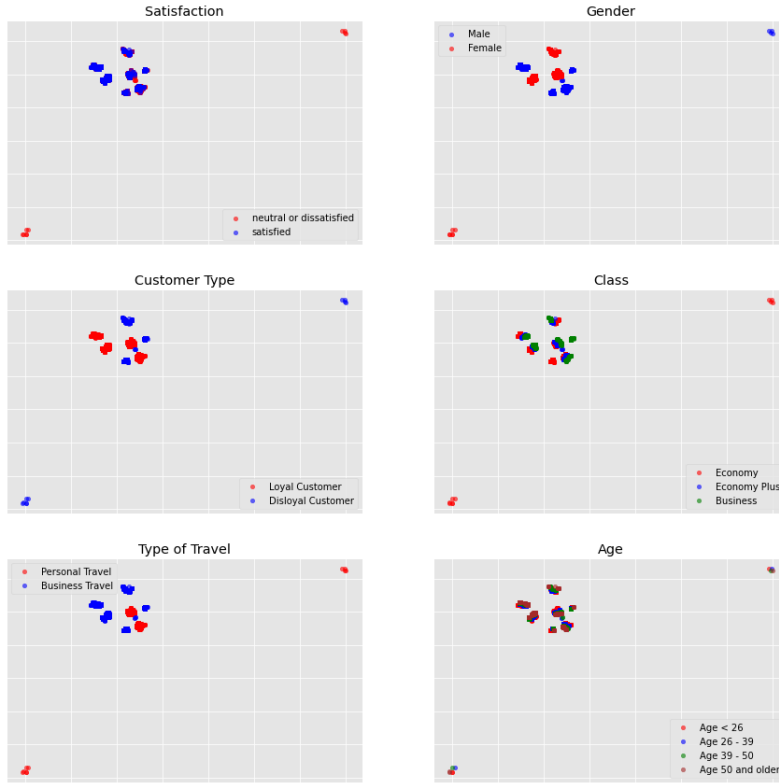 Satisfaction
neutral or dissatisfied
satisfied
Gender
Male
Female
Customer Type
Loyal Customer
Disloyal Customer
Class
Economy
Economy Plus
Business
Type of Travel
Personal Travel
Business Travel
Age
Age < 26
Age 26 - 39
Age 39 - 50
Age 50 and older